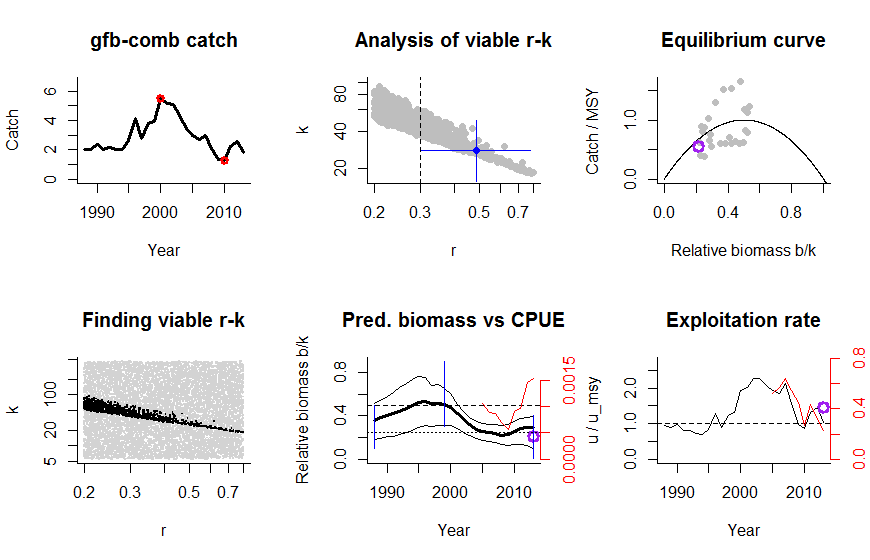 gfb-comb catch
Catch
6
4
2
0
1990 2000 2010
Year
Analysis of viable r-k
k
80
40
20
0.2 0.3 0.5 0.7
r
Equilibrium curve
Catch / MSY
1.0
0.0
0.0 0.4 0.8
Relative biomass b/k
Finding viable r-k
k
100
20
5
0.2 0.3 0.5 0.7
r
Pred. biomass vs CPUE
Relative biomass b/k
0.8
0.4
0.0
0.0015
0.0000
1990 2000 2010
Year
Exploitation rate
u / u_msy
2.0
1.0
0.0
0.8
0.4
0.0
1990 2000 2010
Year